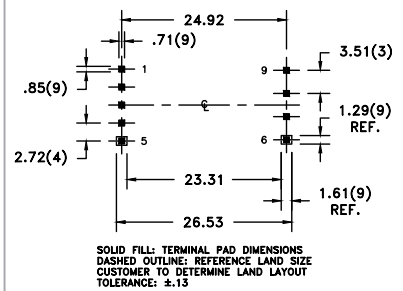 24.92
.71(9)
3.51(3)
1
9
.85(9)
℄
1.29(9)
REF.
5
6
2.72(4)
23.31
1.61(9)
REF.
26.53
SOLID FILL: TERMINAL PAD DIMENSIONS
DASHED OUTLINE: REFERENCE LAND SIZE
CUSTOMER TO DETERMINE LAND LAYOUT
TOLERANCE: ±.13